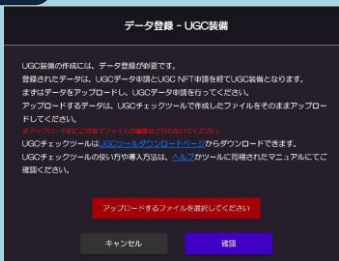 データ登録 - UGC装備
UGC装備の作成には、データ登録が必要です。
登録されたデータは、UGCデータ申請とUGC NFT申請を経てUGC装備となります。
まずはデータをアップロードし、UGCデータ申請を行ってください。
アップロードするデータは、UGCチェックツールで作成したファイルをそのままアップロー
ドしてください。
UGCチェックツールはUGCツールダウンロードページからダウンロードできます。
UGCチェックツールの使い方や導入方法は、ヘルプかツールに同梱されたマニュアルにてご
確認ください。
アップロードするファイルを選択してください
キャンセル
確認